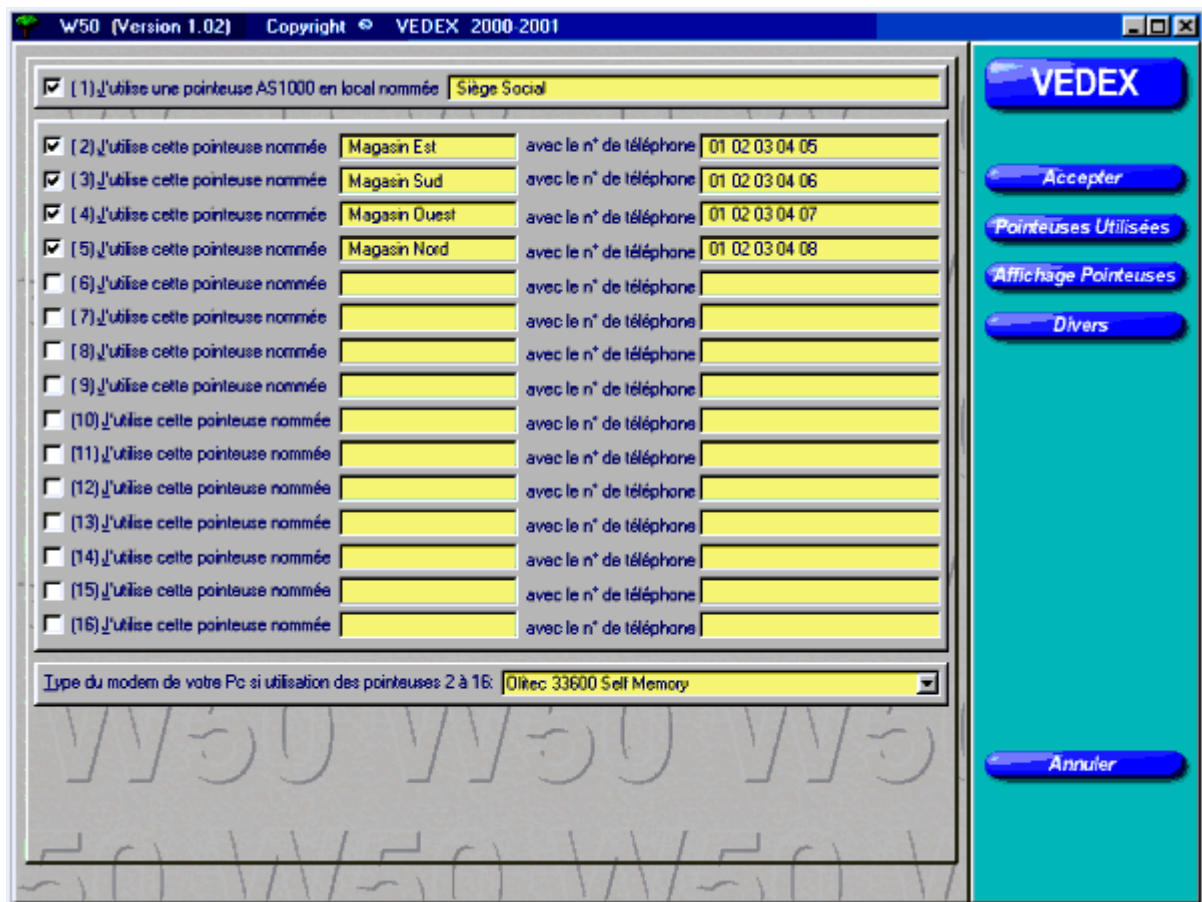 W50 (Version 1.02) Copyright © VEDEX 2000-2001
( 1) J'utilise une pointeuse AS1000 en local nommée Siège Social
( 2) J'utilise cette pointeuse nommée Magasin Est avec le n° de téléphone 01 02 03 04 05
( 3) J'utilise cette pointeuse nommée Magasin Sud avec le n° de téléphone 01 02 03 04 06
( 4) J'utilise cette pointeuse nommée Magasin Ouest avec le n° de téléphone 01 02 03 04 07
( 5) J'utilise cette pointeuse nommée Magasin Nord avec le n° de téléphone 01 02 03 04 08
( 6) J'utilise cette pointeuse nommée avec le n° de téléphone
( 7) J'utilise cette pointeuse nommée avec le n° de téléphone
( 8) J'utilise cette pointeuse nommée avec le n° de téléphone
( 9) J'utilise cette pointeuse nommée avec le n° de téléphone
(10) J'utilise cette pointeuse nommée avec le n° de téléphone
(11) J'utilise cette pointeuse nommée avec le n° de téléphone
(12) J'utilise cette pointeuse nommée avec le n° de téléphone
(13) J'utilise cette pointeuse nommée avec le n° de téléphone
(14) J'utilise cette pointeuse nommée avec le n° de téléphone
(15) J'utilise cette pointeuse nommée avec le n° de téléphone
(16) J'utilise cette pointeuse nommée avec le n° de téléphone
Type du modem de votre Pc si utilisation des pointeuses 2 à 16: Olitec 33600 Self Memory
W50 W50 W50
50 W50 W50 W
VEDEX
Accepter
Pointeuses Utilisées
Affichage Pointeuses
Divers
Annuler